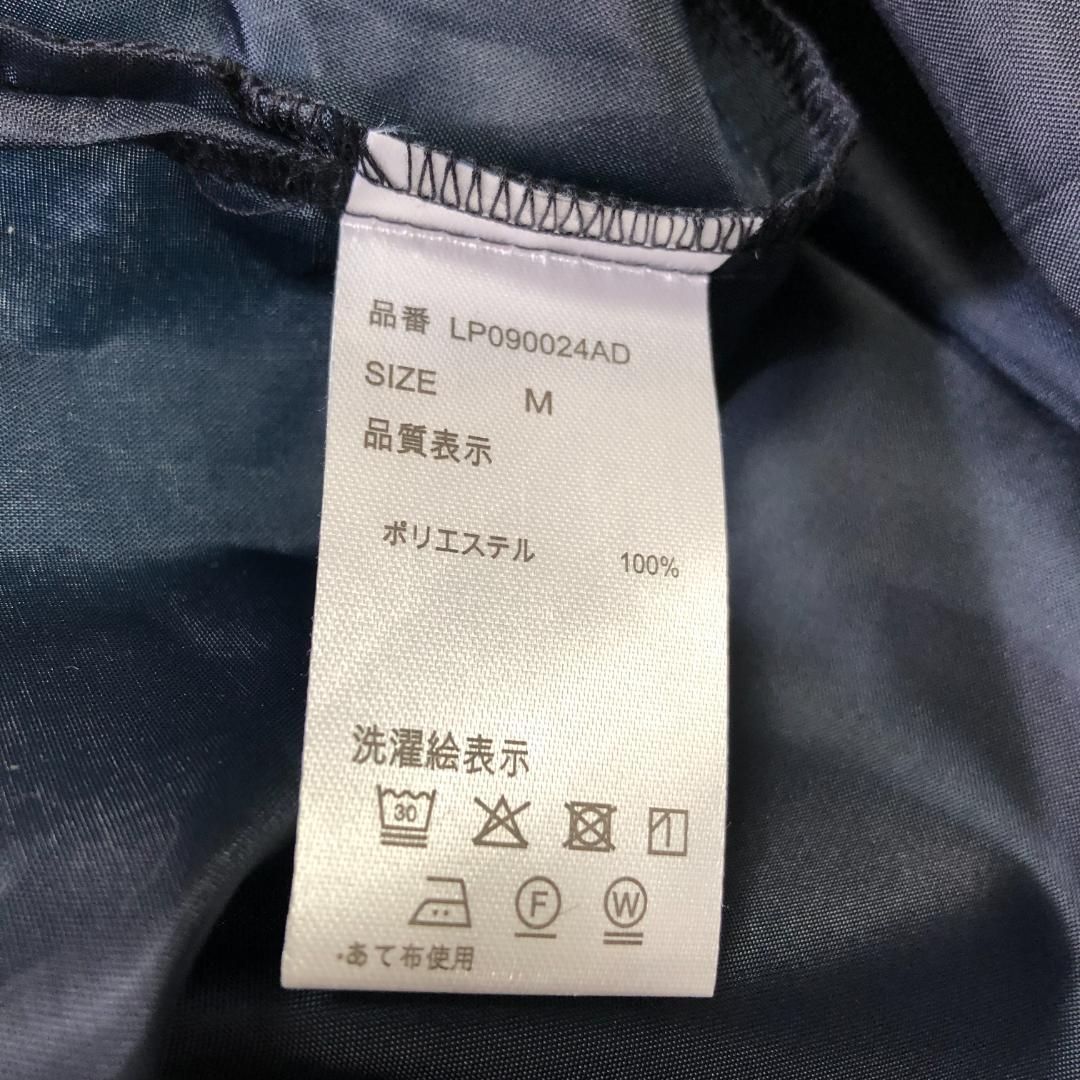 品番 LP090024AD
SIZE M
品質表示
ポリエステル 100%
洗濯絵表示
30
F W
・あて布使用